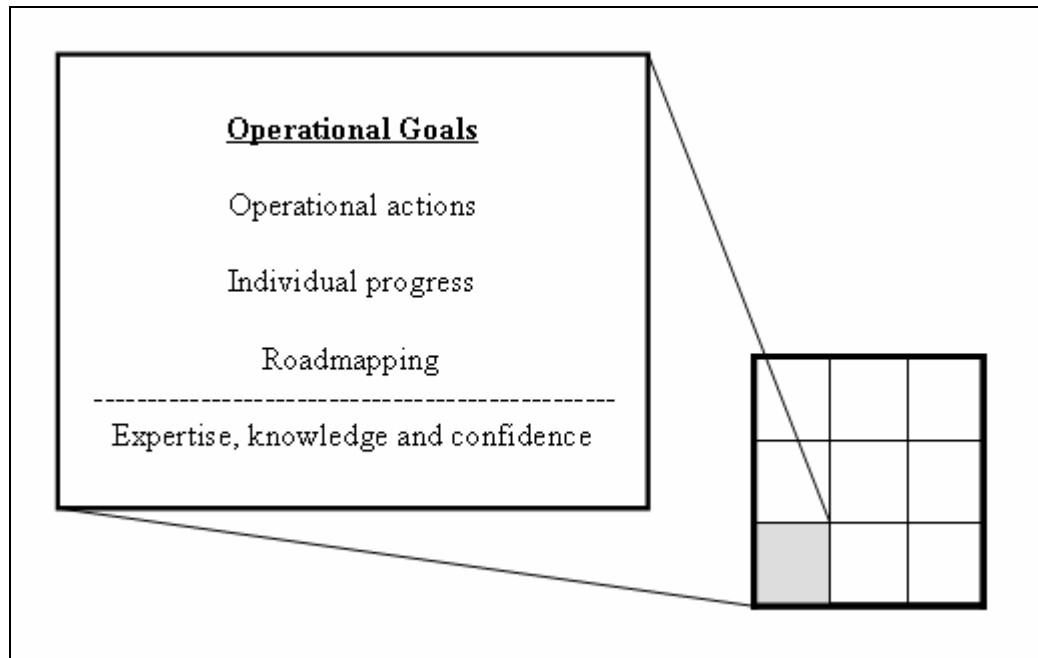 Operational Goals
Operational actions
Individual progress
Roadmapping
Expertise, knowledge and confidence